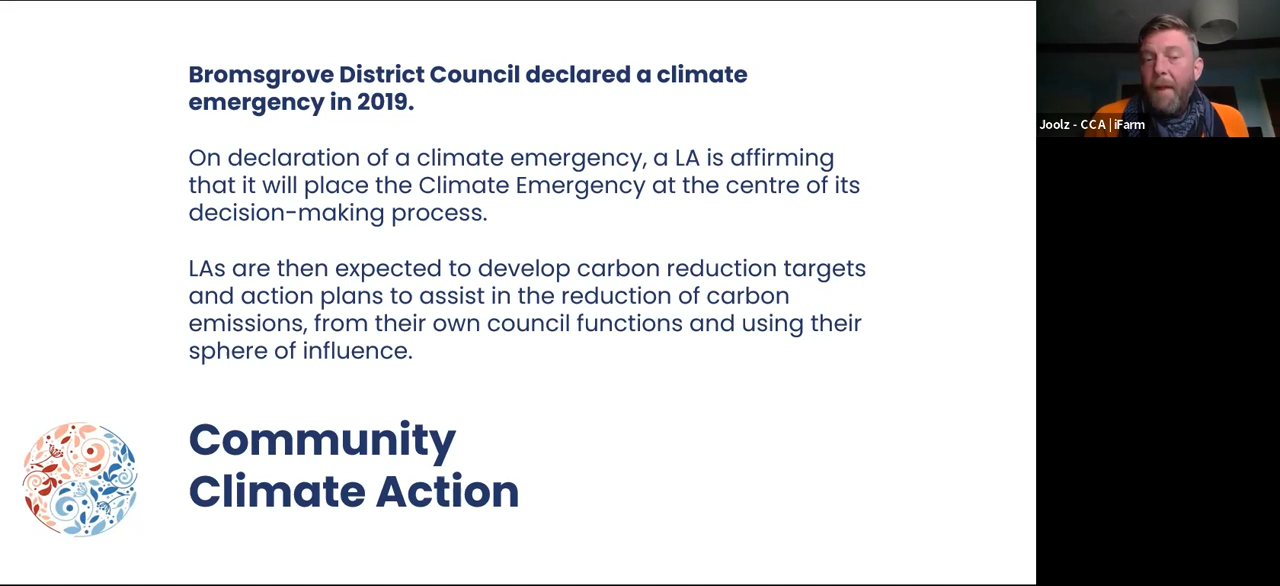 Bromsgrove District Council declared a climate
emergency in 2019.
On declaration of a climate emergency, a LA is affirming
that it will place the Climate Emergency at the centre of its
decision-making process.
LAs are then expected to develop carbon reduction targets
and action plans to assist in the reduction of carbon
emissions, from their own council functions and using their
sphere of influence.
Community
Climate Action
Joolz - CCA | iFarm